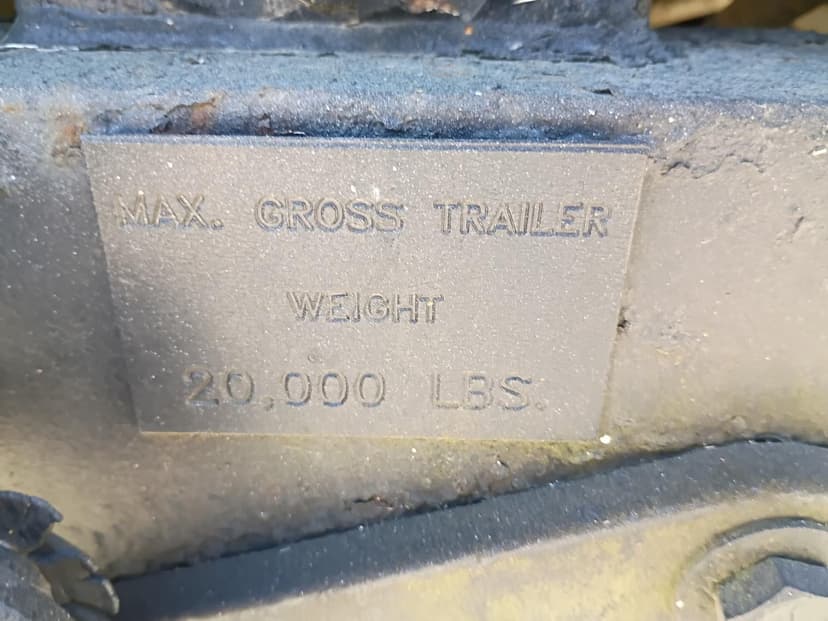 MAX. GROSS TRAILER
WEIGHT
20,000 LBS.